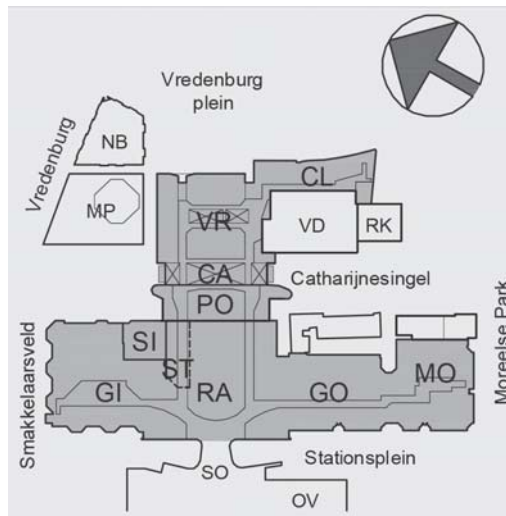 Vredenburg
plein
NB
Vredenburg
MP
CL
VR
VD
RK
CA
Catharijnesingel
PO
SI
ST
Smakkelaarsveld
GI
RA
GO
MO
Moreelse Park
SO
Stationsplein
OV